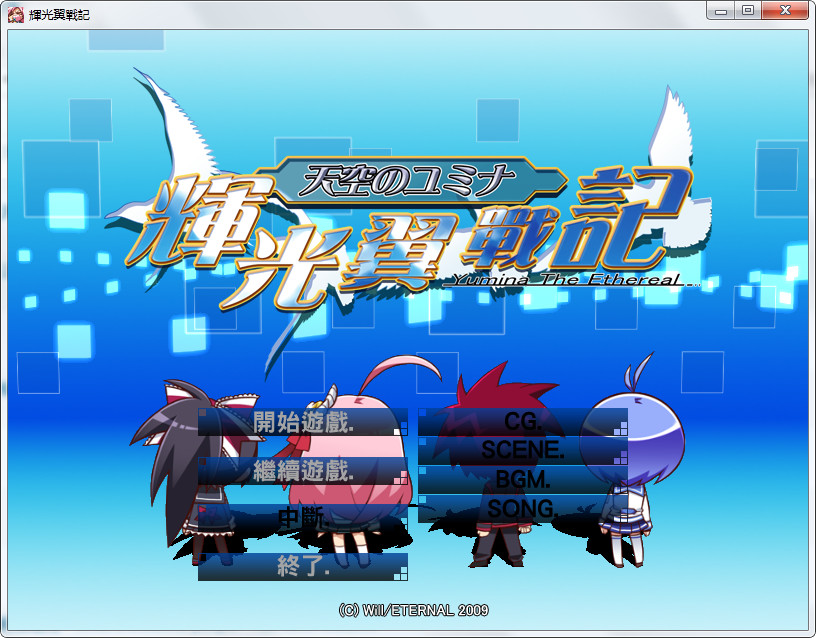 輝光翼戰記
天空のユミナ
輝光翼戰記
Yumina The Ethereal
開始遊戲.
繼續遊戲.
中斷.
終了.
CG.
SCENE.
BGM.
SONG.
(C) Will/ETERNAL 2009